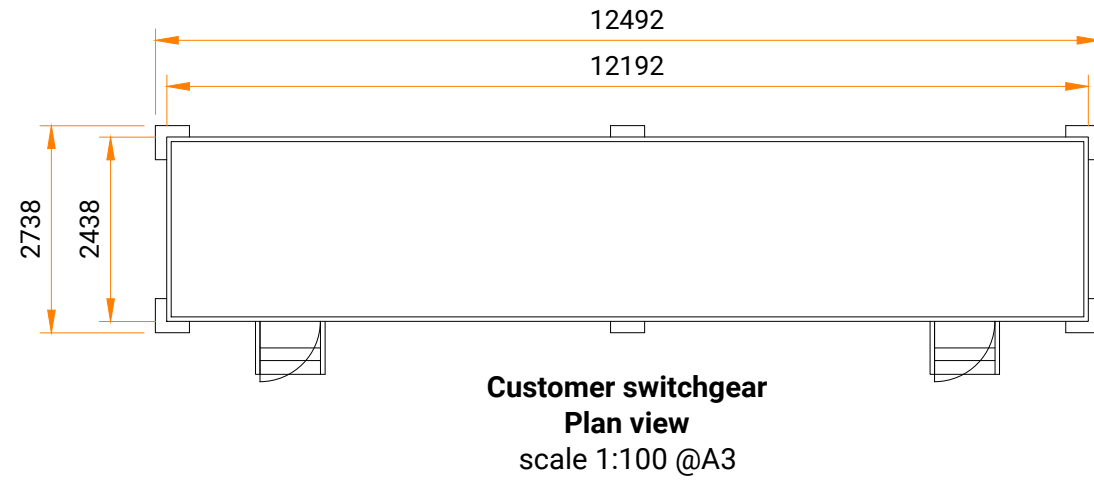 12492
12192
2738
2438
Customer switchgear
Plan view
scale 1:100 @A3